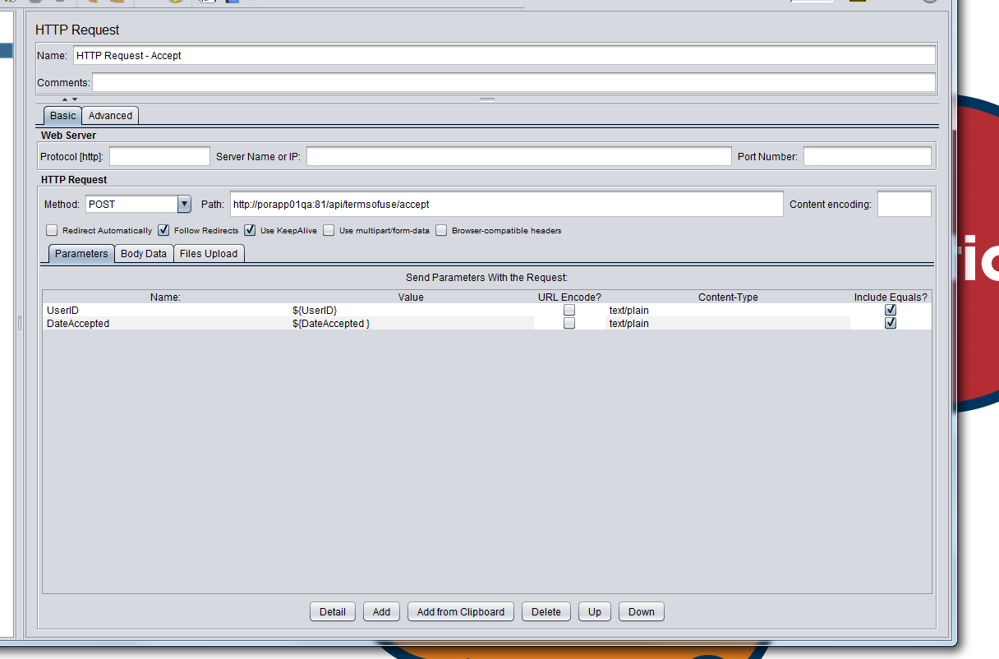 HTTP Request
Name: HTTP Request - Accept
Comments:
Basic Advanced
Web Server
Protocol [http]: Server Name or IP: Port Number:
HTTP Request
Method: POST Path: http://porapp01qa:81/api/termsofuse/accept Content encoding:
Redirect Automatically Follow Redirects Use KeepAlive Use multipart/form-data Browser-compatible headers
Parameters Body Data Files Upload
Send Parameters With the Request:
Name: Value URL Encode? Content-Type Include Equals?
UserID ${UserID} text/plain
DateAccepted ${DateAccepted } text/plain
Detail Add Add from Clipboard Delete Up Down